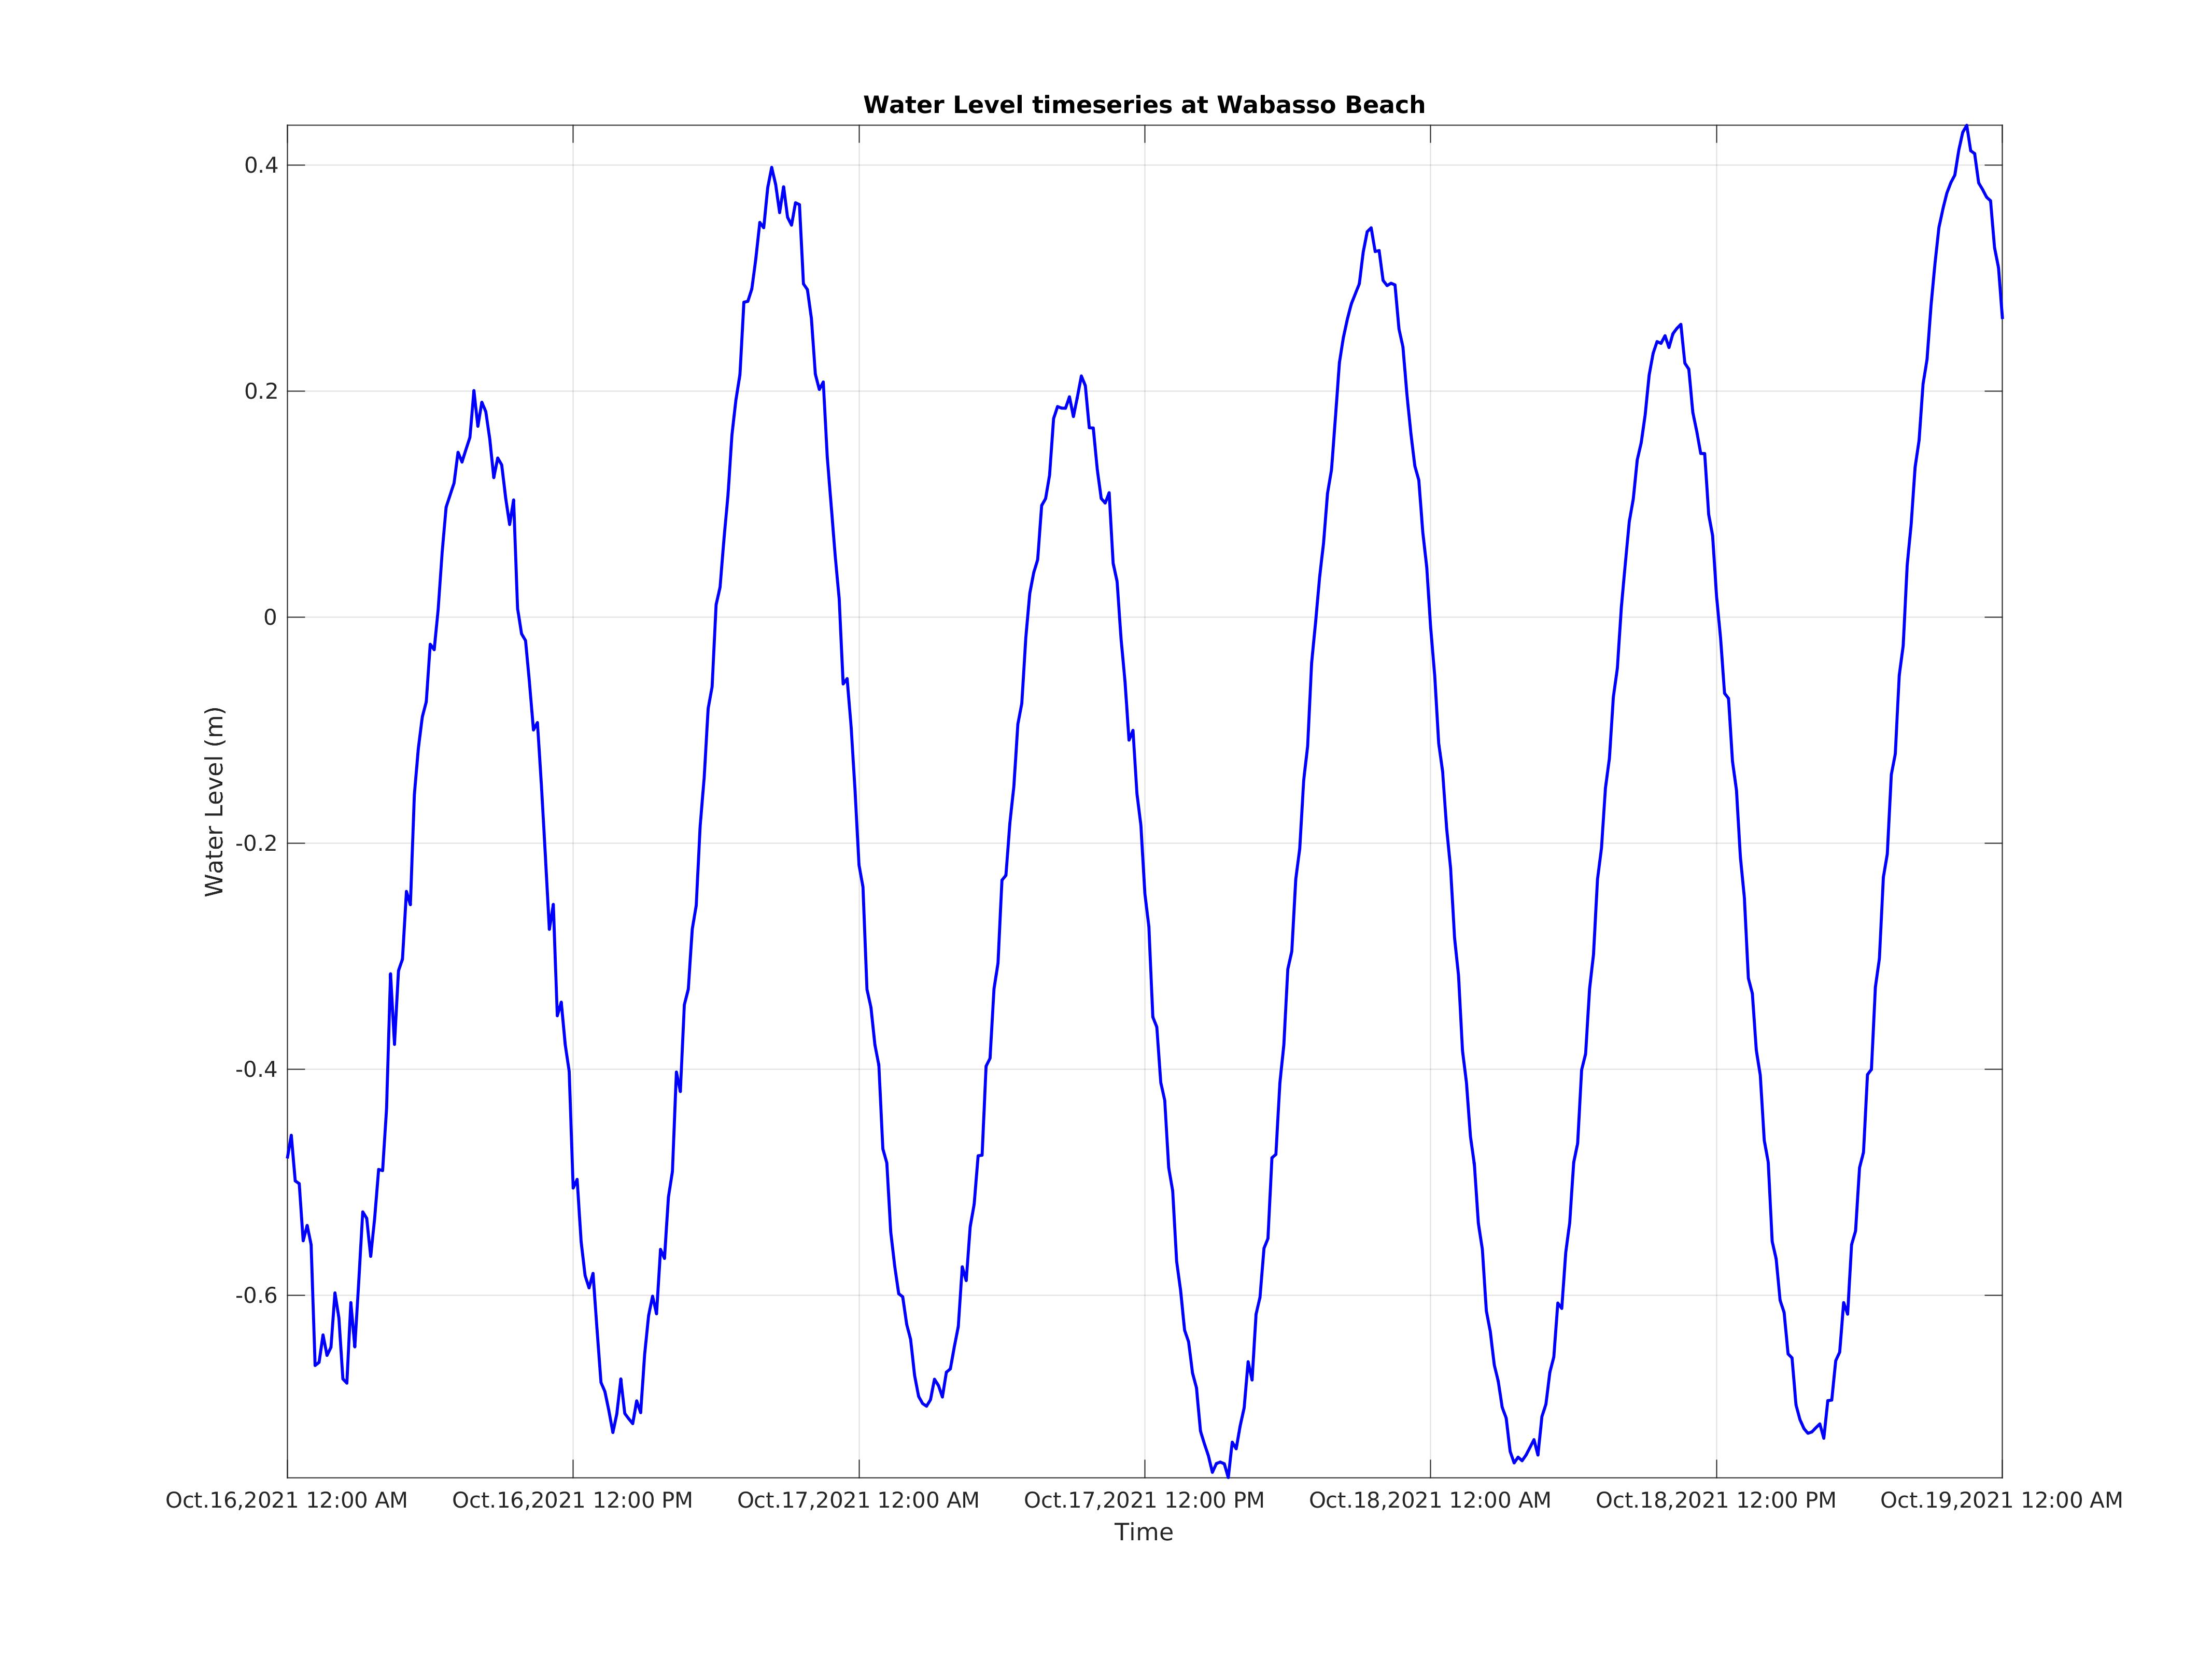 Water Level timeseries at Wabasso Beach
0.4
0.2
0
-0.2
-0.4
-0.6
Water Level (m)
Oct.16,2021 12:00 AM
Oct.16,2021 12:00 PM
Oct.17,2021 12:00 AM
Oct.17,2021 12:00 PM
Oct.18,2021 12:00 AM
Oct.18,2021 12:00 PM
Oct.19,2021 12:00 AM
Time